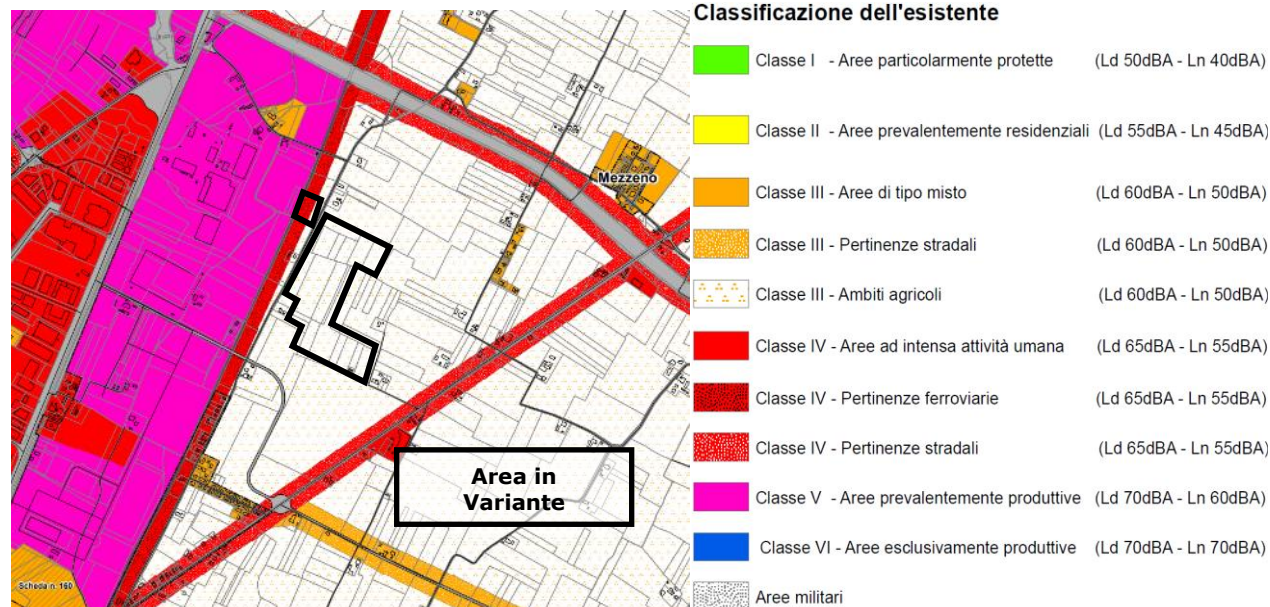 Classificazione dell'esistente
Classe I - Aree particolarmente protette (Ld 50dBA - Ln 40dBA)
Classe II - Aree prevalentemente residenziali (Ld 55dBA - Ln 45dBA)
Classe III - Aree di tipo misto (Ld 60dBA - Ln 50dBA)
Classe III - Pertinenze stradali (Ld 60dBA - Ln 50dBA)
Classe III - Ambiti agricoli (Ld 60dBA - Ln 50dBA)
Classe IV - Aree ad intensa attività umana (Ld 65dBA - Ln 55dBA)
Classe IV - Pertinenze ferroviarie (Ld 65dBA - Ln 55dBA)
Classe IV - Pertinenze stradali (Ld 65dBA - Ln 55dBA)
Classe V - Aree prevalentemente produttive (Ld 70dBA - Ln 60dBA)
Classe VI - Aree esclusivamente produttive (Ld 70dBA - Ln 70dBA)
Aree militari
Mezzeno
Area in
Variante
Scheda n. 160